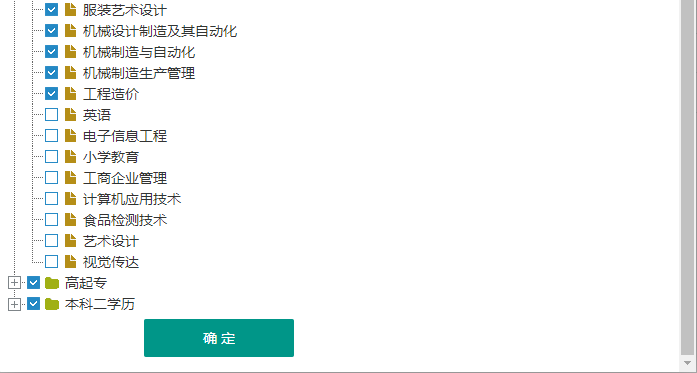 服装艺术设计
机械设计制造及其自动化
机械制造与自动化
机械制造生产管理
工程造价
英语
电子信息工程
小学教育
工商企业管理
计算机应用技术
食品检测技术
艺术设计
视觉传达
高起专
本科二学历
确 定